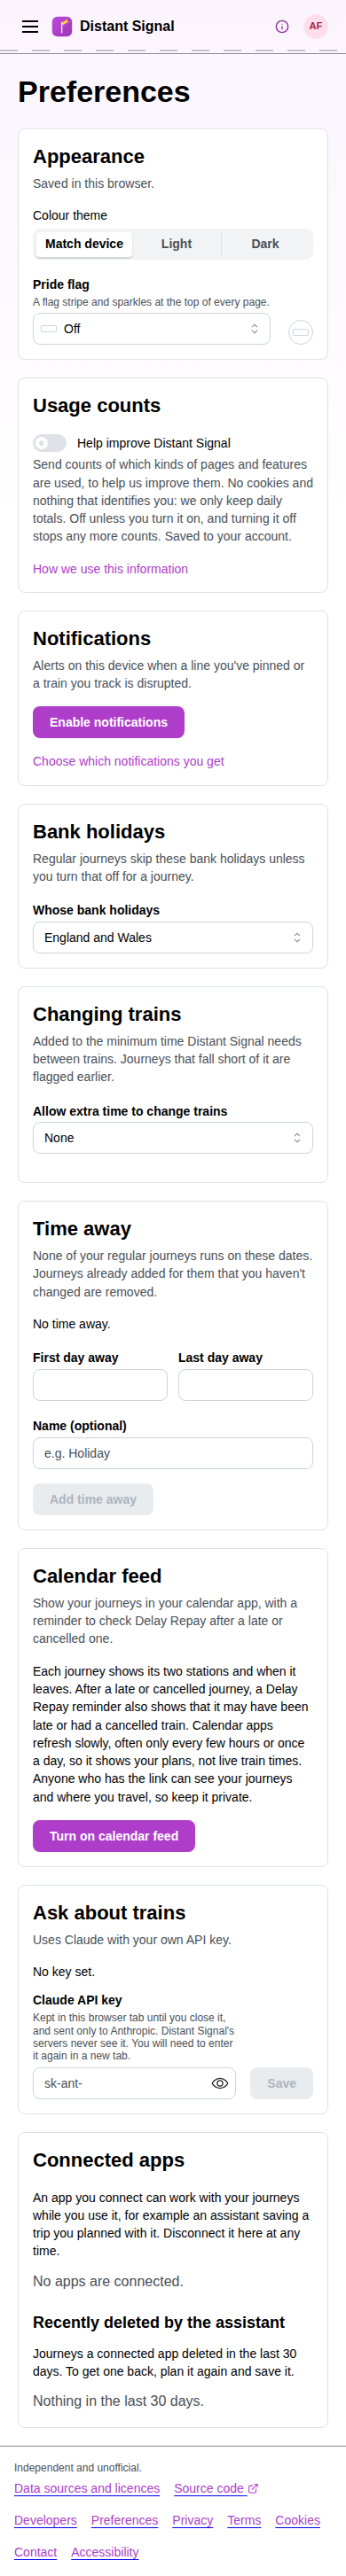 Distant Signal
AF
Preferences
Appearance
Saved in this browser.
Colour theme
Match device
Light
Dark
Pride flag
A flag stripe and sparkles at the top of every page.
Off
Usage counts
Help improve Distant Signal
Send counts of which kinds of pages and features
are used, to help us improve them. No cookies and
nothing that identifies you: we only keep daily
totals. Off unless you turn it on, and turning it off
stops any more counts. Saved to your account.
How we use this information
Notifications
Alerts on this device when a line you've pinned or
a train you track is disrupted.
Enable notifications
Choose which notifications you get
Bank holidays
Regular journeys skip these bank holidays unless
you turn that off for a journey.
Whose bank holidays
England and Wales
Changing trains
Added to the minimum time Distant Signal needs
between trains. Journeys that fall short of it are
flagged earlier.
Allow extra time to change trains
None
Time away
None of your regular journeys runs on these dates.
Journeys already added for them that you haven't
changed are removed.
No time away.
First day away
Last day away
Name (optional)
e.g. Holiday
Add time away
Calendar feed
Show your journeys in your calendar app, with a
reminder to check Delay Repay after a late or
cancelled one.
Each journey shows its two stations and when it
leaves. After a late or cancelled journey, a Delay
Repay reminder also shows that it may have been
late or had a cancelled train. Calendar apps
refresh slowly, often only every few hours or once
a day, so it shows your plans, not live train times.
Anyone who has the link can see your journeys
and where you travel, so keep it private.
Turn on calendar feed
Ask about trains
Uses Claude with your own API key.
No key set.
Claude API key
Kept in this browser tab until you close it,
and sent only to Anthropic. Distant Signal's
servers never see it. You will need to enter
it again in a new tab.
sk-ant-
Save
Connected apps
An app you connect can work with your journeys
while you use it, for example an assistant saving a
trip you planned with it. Disconnect it here at any
time.
No apps are connected.
Recently deleted by the assistant
Journeys a connected app deleted in the last 30
days. To get one back, plan it again and save it.
Nothing in the last 30 days.
Independent and unofficial.
Data sources and licences
Source code
Developers
Preferences
Privacy
Terms
Cookies
Contact
Accessibility